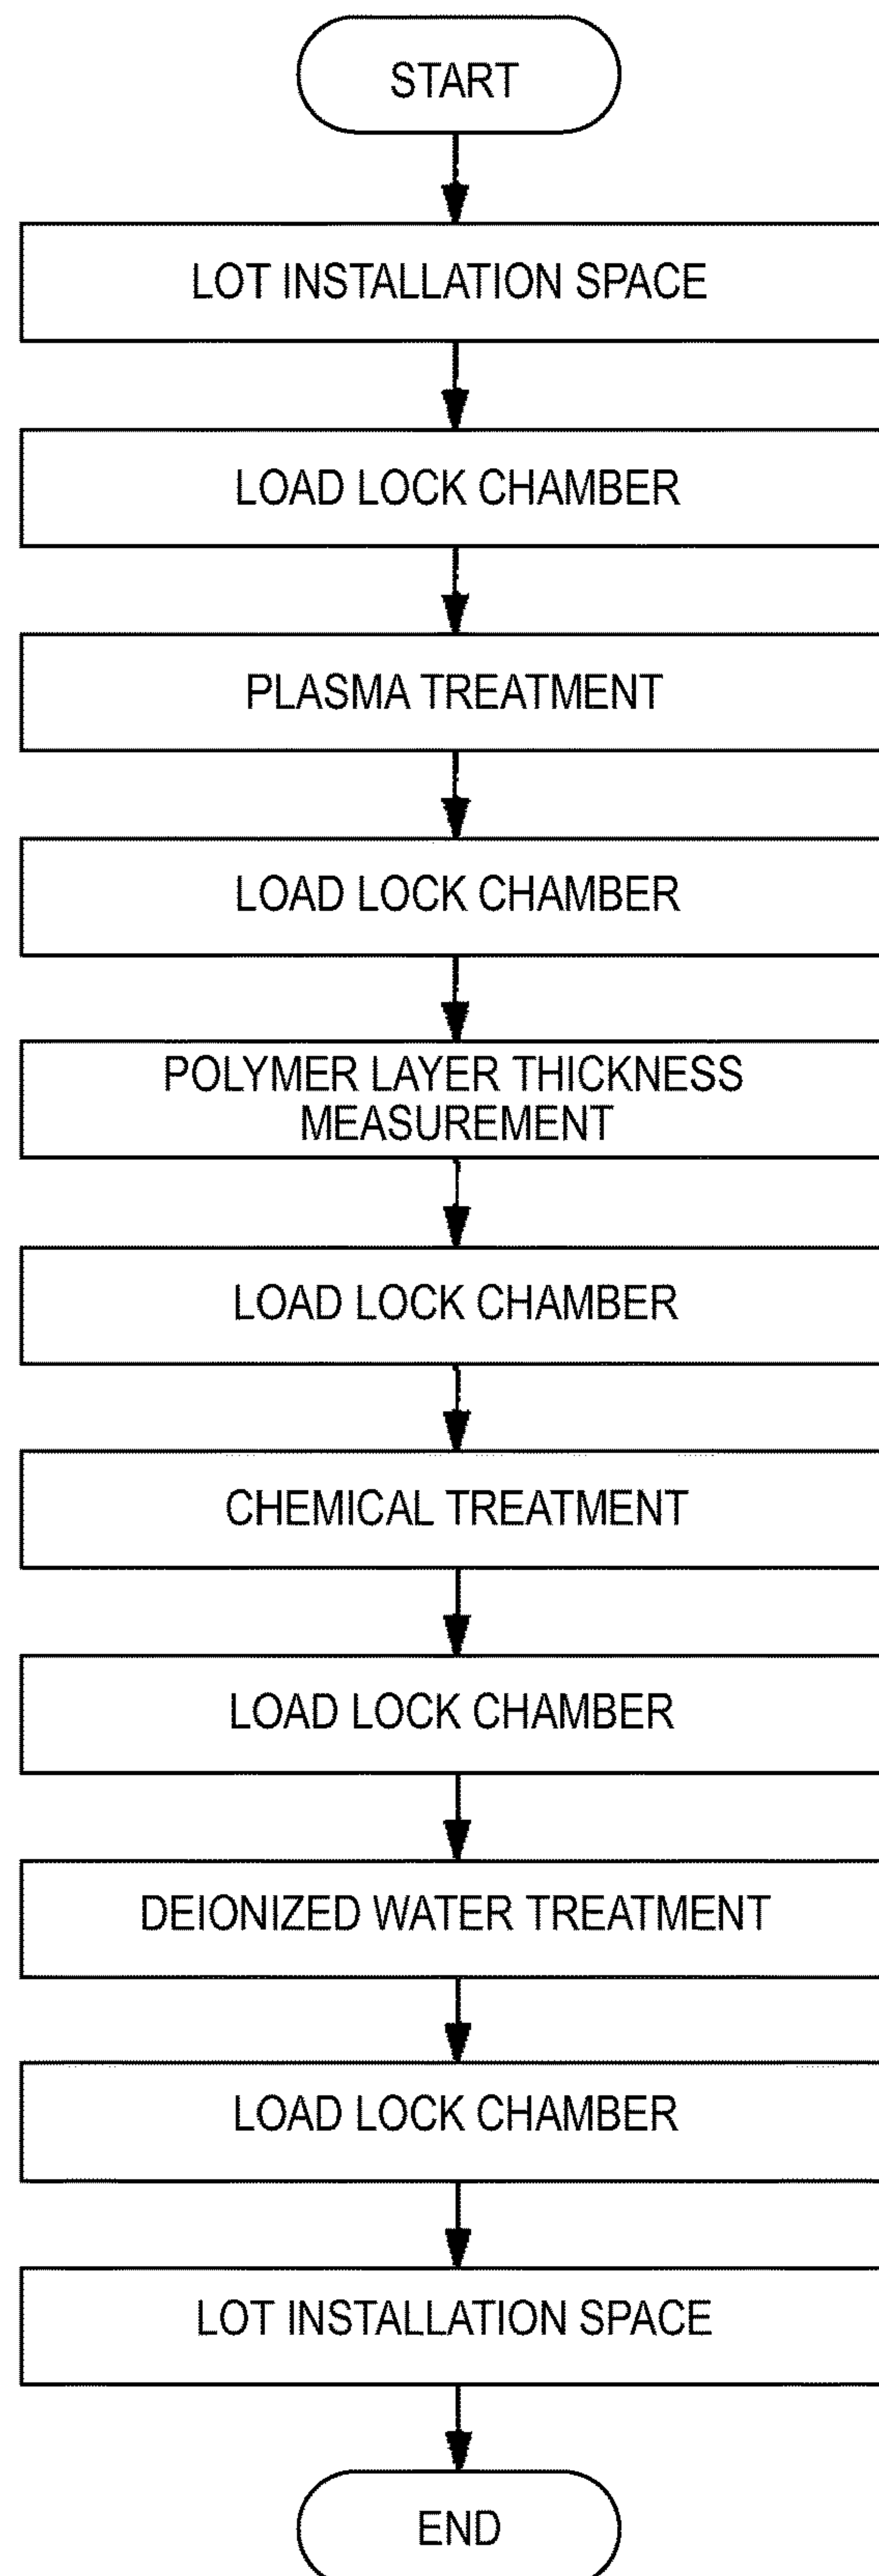 START
LOT INSTALLATION SPACE
LOAD LOCK CHAMBER
PLASMA TREATMENT
LOAD LOCK CHAMBER
POLYMER LAYER THICKNESS
MEASUREMENT
LOAD LOCK CHAMBER
CHEMICAL TREATMENT
LOAD LOCK CHAMBER
DEIONIZED WATER TREATMENT
LOAD LOCK CHAMBER
LOT INSTALLATION SPACE
END